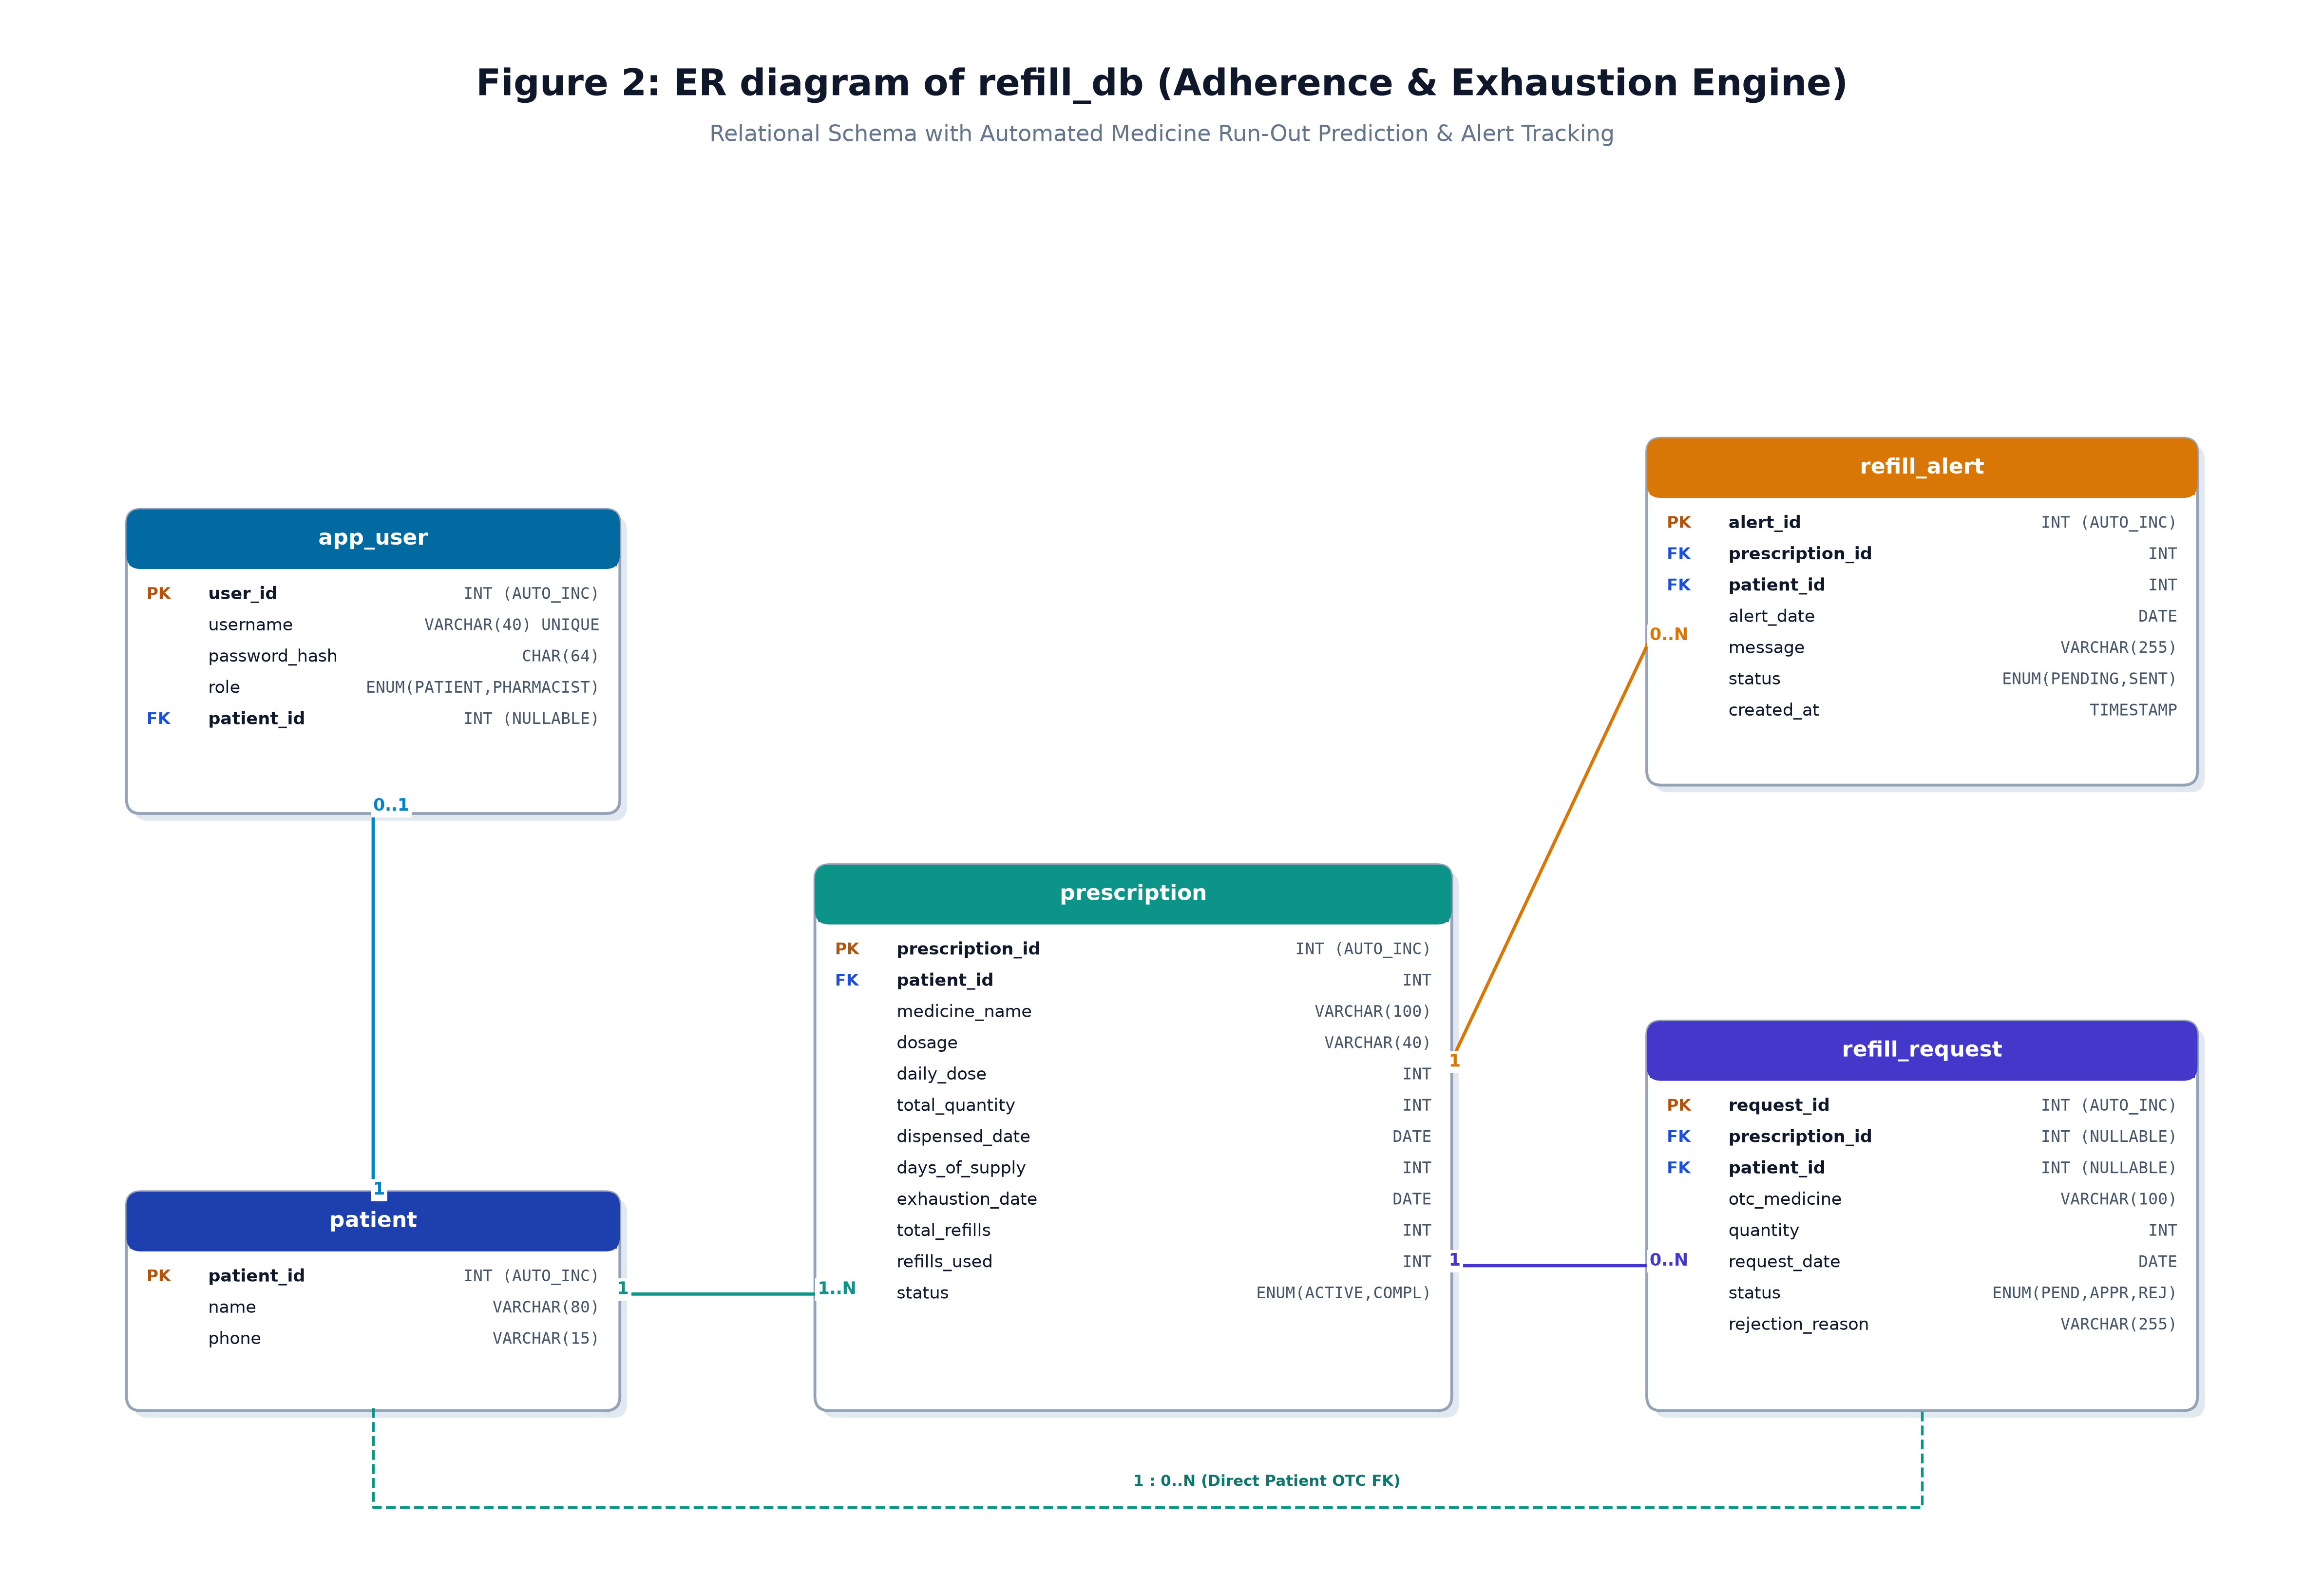 Figure 2: ER diagram of refill_db (Adherence & Exhaustion Engine)
Relational Schema with Automated Medicine Run-Out Prediction & Alert Tracking
app_user
PK user_id INT (AUTO_INC)
username VARCHAR(40) UNIQUE
password_hash CHAR(64)
role ENUM(PATIENT,PHARMACIST)
FK patient_id INT (NULLABLE)
0..1
1
patient
PK patient_id INT (AUTO_INC)
name VARCHAR(80)
phone VARCHAR(15)
1
1..N
prescription
PK prescription_id INT (AUTO_INC)
FK patient_id INT
medicine_name VARCHAR(100)
dosage VARCHAR(40)
daily_dose INT
total_quantity INT
dispensed_date DATE
days_of_supply INT
exhaustion_date DATE
total_refills INT
refills_used INT
status ENUM(ACTIVE,COMPL)
1
0..N
refill_alert
PK alert_id INT (AUTO_INC)
FK prescription_id INT
FK patient_id INT
alert_date DATE
message VARCHAR(255)
status ENUM(PENDING,SENT)
created_at TIMESTAMP
1
0..N
refill_request
PK request_id INT (AUTO_INC)
FK prescription_id INT (NULLABLE)
FK patient_id INT (NULLABLE)
otc_medicine VARCHAR(100)
quantity INT
request_date DATE
status ENUM(PEND,APPR,REJ)
rejection_reason VARCHAR(255)
1 : 0..N (Direct Patient OTC FK)